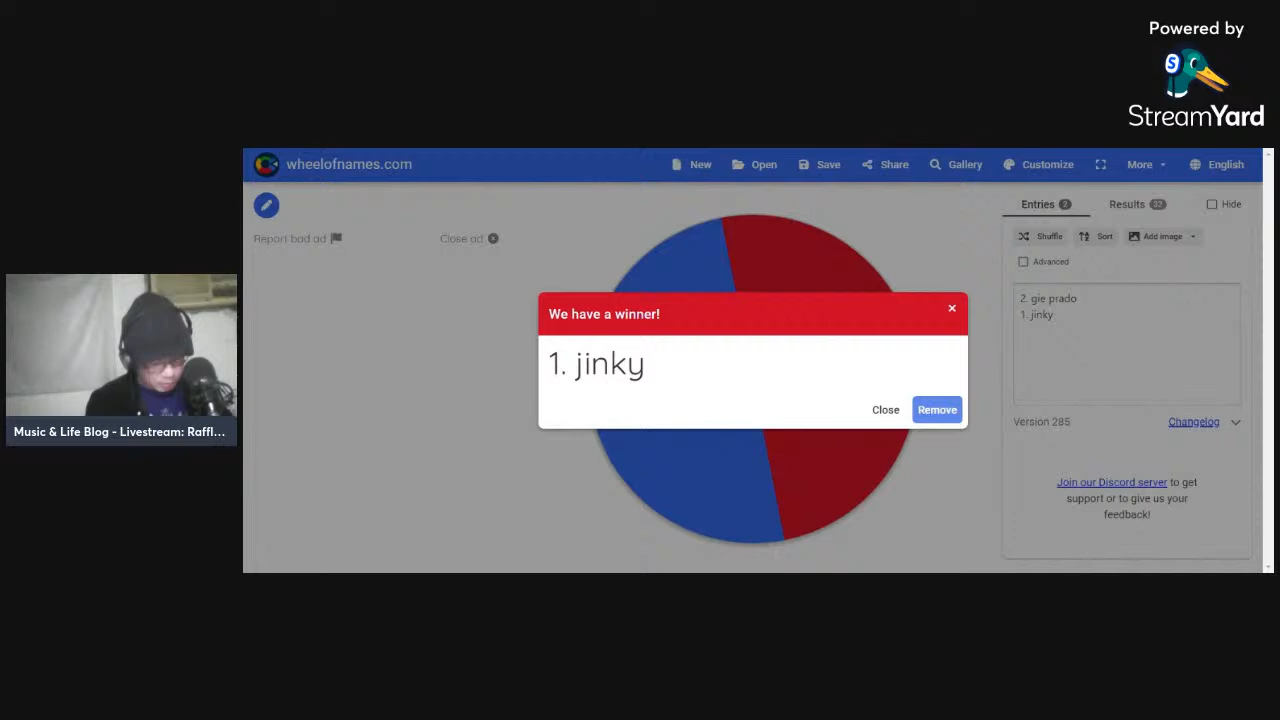 Powered by
S
StreamYard
wheelofnames.com
New
Open
Save
Share
Gallery
Customize
More
English
Report bad ad
Close ad
Entries 2
Results 32
Hide
Shuffle
Sort
Add image
Advanced
2. gie prado
1. jinky
We have a winner!
×
1. jinky
Close
Remove
Version 285
Changelog
Join our Discord server to get
support or to give us your
feedback!
Music & Life Blog - Livestream: Raffl...